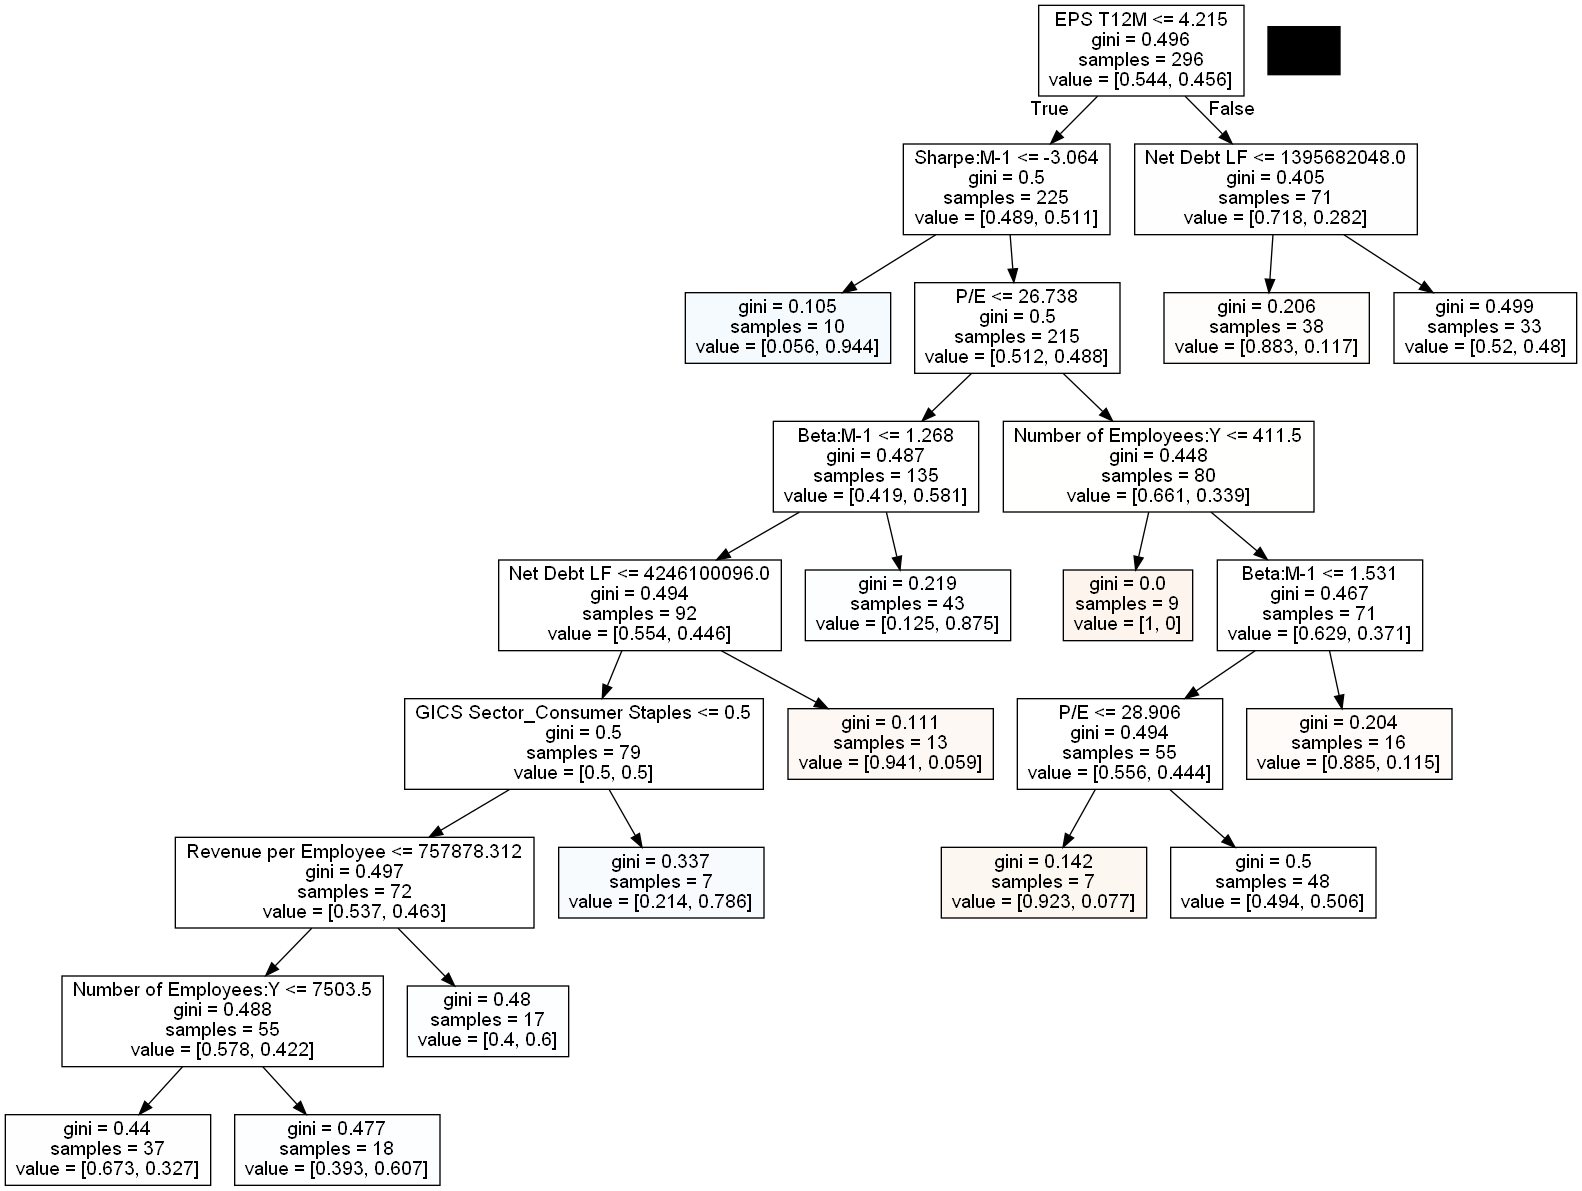 EPS T12M <= 4.215
gini = 0.496
samples = 296
value = [0.544, 0.456]
True
False
Sharpe:M-1 <= -3.064
gini = 0.5
samples = 225
value = [0.489, 0.511]
Net Debt LF <= 1395682048.0
gini = 0.405
samples = 71
value = [0.718, 0.282]
gini = 0.105
samples = 10
value = [0.056, 0.944]
P/E <= 26.738
gini = 0.5
samples = 215
value = [0.512, 0.488]
gini = 0.206
samples = 38
value = [0.883, 0.117]
gini = 0.499
samples = 33
value = [0.52, 0.48]
Beta:M-1 <= 1.268
gini = 0.487
samples = 135
value = [0.419, 0.581]
Number of Employees:Y <= 411.5
gini = 0.448
samples = 80
value = [0.661, 0.339]
Net Debt LF <= 4246100096.0
gini = 0.494
samples = 92
value = [0.554, 0.446]
gini = 0.219
samples = 43
value = [0.125, 0.875]
gini = 0.0
samples = 9
value = [1, 0]
Beta:M-1 <= 1.531
gini = 0.467
samples = 71
value = [0.629, 0.371]
GICS Sector_Consumer Staples <= 0.5
gini = 0.5
samples = 79
value = [0.5, 0.5]
gini = 0.111
samples = 13
value = [0.941, 0.059]
P/E <= 28.906
gini = 0.494
samples = 55
value = [0.556, 0.444]
gini = 0.204
samples = 16
value = [0.885, 0.115]
Revenue per Employee <= 757878.312
gini = 0.497
samples = 72
value = [0.537, 0.463]
gini = 0.337
samples = 7
value = [0.214, 0.786]
gini = 0.142
samples = 7
value = [0.923, 0.077]
gini = 0.5
samples = 48
value = [0.494, 0.506]
Number of Employees:Y <= 7503.5
gini = 0.488
samples = 55
value = [0.578, 0.422]
gini = 0.48
samples = 17
value = [0.4, 0.6]
gini = 0.44
samples = 37
value = [0.673, 0.327]
gini = 0.477
samples = 18
value = [0.393, 0.607]